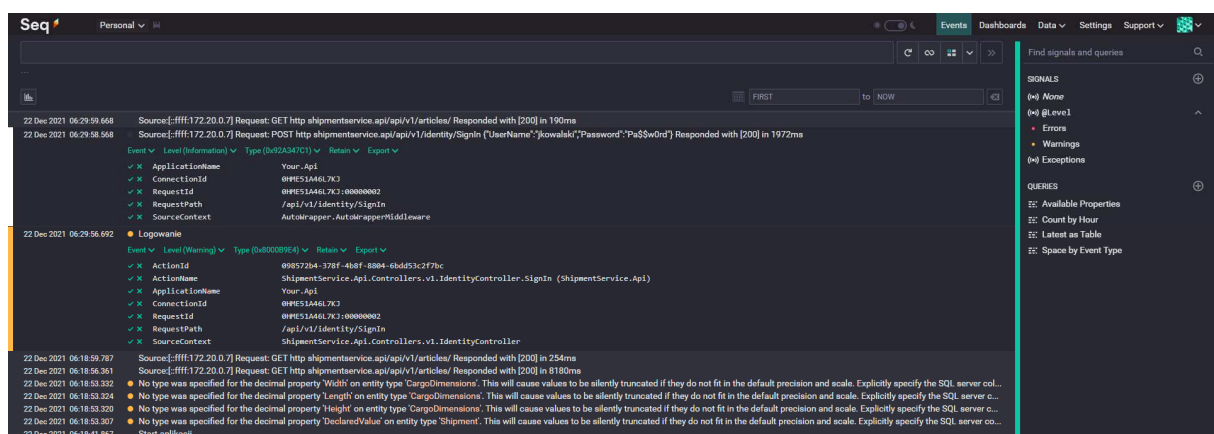 Seq
Personal
Events Dashboards Data Settings Support
Find signals and queries
...
FIRST to NOW
SIGNALS
None
@Level
Errors
Warnings
Exceptions
QUERIES
Available Properties
Count by Hour
Latest as Table
Space by Event Type
22 Dec 2021 06:29:59.668 Source:[::ffff:172.20.0.7] Request: GET http shipmentservice.api/api/v1/articles/ Responded with [200] in 190ms
22 Dec 2021 06:29:58.568 Source:[::ffff:172.20.0.7] Request: POST http shipmentservice.api/api/v1/identity/SignIn {"UserName":"jkowalski","Password":"Pa$$w0rd"} Responded with [200] in 1972ms
Event Level (Information) Type (0x92A347C1) Retain Export
ApplicationName Your.Api
ConnectionId 0HME51A46L7KJ
RequestId 0HME51A46L7KJ:00000002
RequestPath /api/v1/identity/SignIn
SourceContext AutoWrapper.AutoWrapperMiddleware
22 Dec 2021 06:29:56.692 Logowanie
Event Level (Warning) Type (0x8000B9E4) Retain Export
ActionId 098572b4-378f-4b8f-8804-6bdd53c2f7bc
ActionName ShipmentService.Api.Controllers.v1.IdentityController.SignIn (ShipmentService.Api)
ApplicationName Your.Api
ConnectionId 0HME51A46L7KJ
RequestId 0HME51A46L7KJ:00000002
RequestPath /api/v1/identity/SignIn
SourceContext ShipmentService.Api.Controllers.v1.IdentityController
22 Dec 2021 06:18:59.787 Source:[::ffff:172.20.0.7] Request: GET http shipmentservice.api/api/v1/articles/ Responded with [200] in 254ms
22 Dec 2021 06:18:56.361 Source:[::ffff:172.20.0.7] Request: GET http shipmentservice.api/api/v1/articles/ Responded with [200] in 8180ms
22 Dec 2021 06:18:53.332 No type was specified for the decimal property 'Width' on entity type 'CargoDimensions'. This will cause values to be silently truncated if they do not fit in the default precision and scale. Explicitly specify the SQL server col...
22 Dec 2021 06:18:53.324 No type was specified for the decimal property 'Length' on entity type 'CargoDimensions'. This will cause values to be silently truncated if they do not fit in the default precision and scale. Explicitly specify the SQL server c...
22 Dec 2021 06:18:53.320 No type was specified for the decimal property 'Height' on entity type 'CargoDimensions'. This will cause values to be silently truncated if they do not fit in the default precision and scale. Explicitly specify the SQL server c...
22 Dec 2021 06:18:53.307 No type was specified for the decimal property 'DeclaredValue' on entity type 'Shipment'. This will cause values to be silently truncated if they do not fit in the default precision and scale. Explicitly specify the SQL server co...
22 Dec 2021 06:18:41.867 Start aplikacji